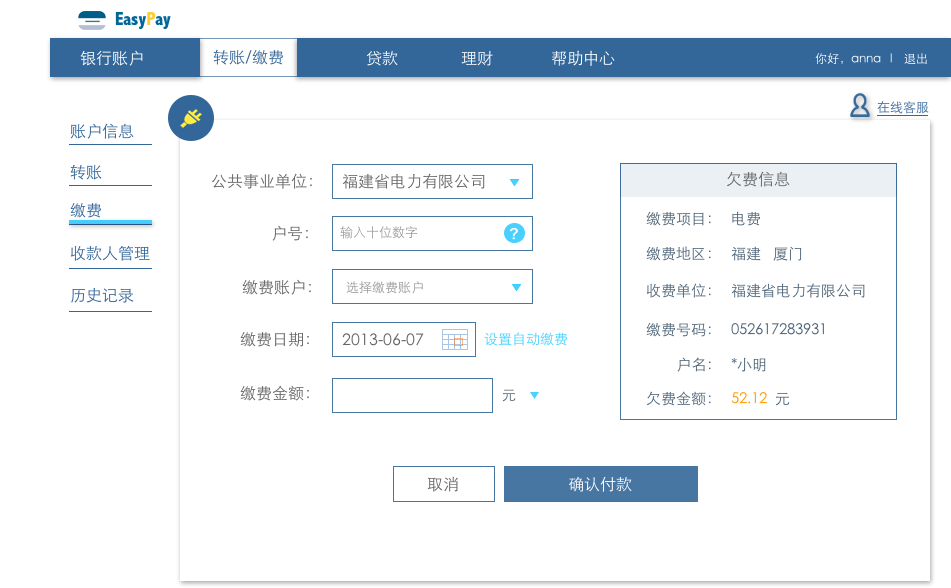 EasyPay
银行账户 转账/缴费 贷款 理财 帮助中心 你好，anna | 退出
在线客服
账户信息
转账
缴费
收款人管理
历史记录
公共事业单位： 福建省电力有限公司
户号： 输入十位数字 ?
缴费账户： 选择缴费账户
缴费日期： 2013-06-07 设置自动缴费
缴费金额： 元
欠费信息
缴费项目： 电费
缴费地区： 福建 厦门
收费单位： 福建省电力有限公司
缴费号码： 052617283931
户名： *小明
欠费金额： 52.12 元
取消 确认付款